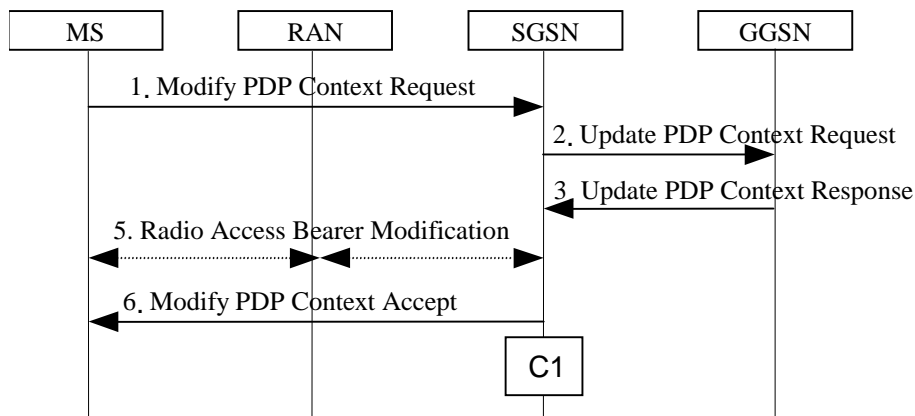 MS RAN SGSN GGSN
1. Modify PDP Context Request
2. Update PDP Context Request
3. Update PDP Context Response
5. Radio Access Bearer Modification
6. Modify PDP Context Accept
C1